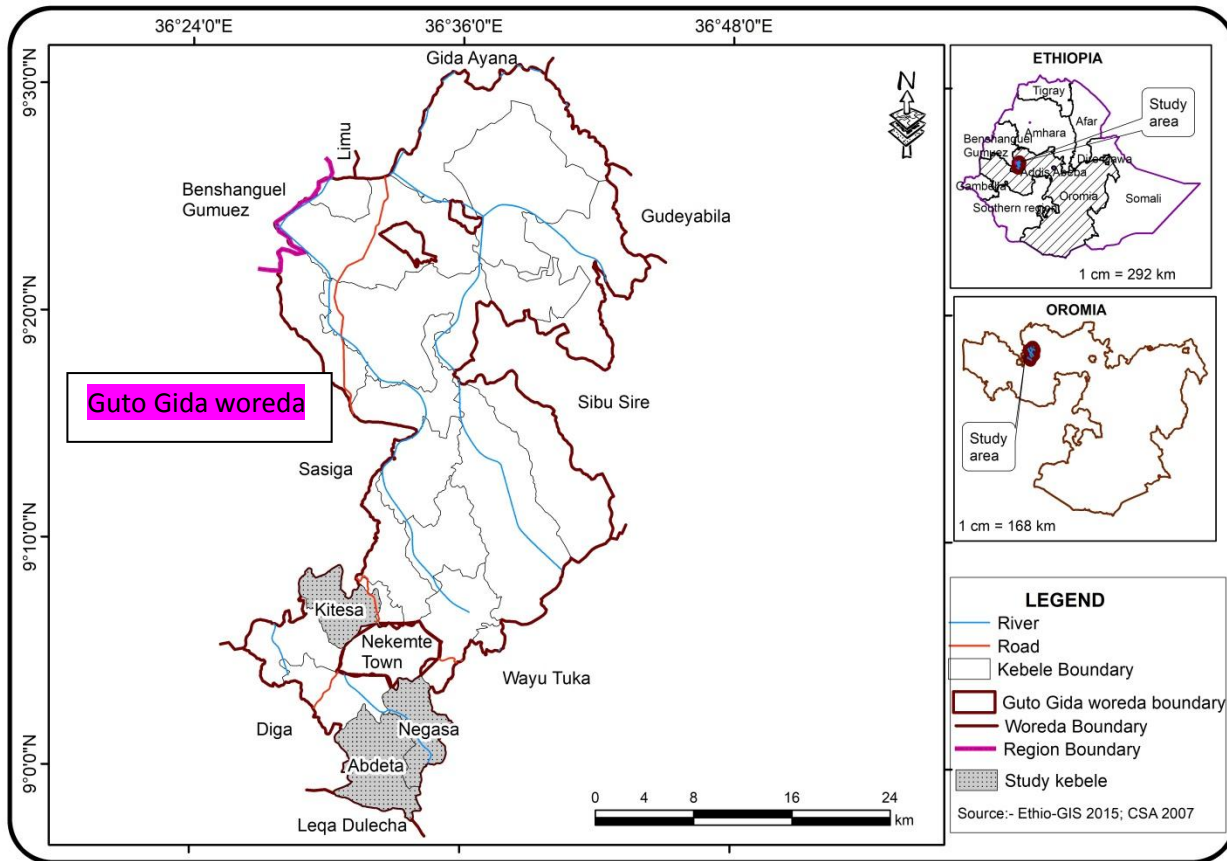 36°24'0"E
36°36'0"E
36°48'0"E
9°30'0"N
9°20'0"N
9°10'0"N
9°0'0"N
Gida Ayana
Limu
Benshanguel
Gumuez
Gudeyabila
Guto Gida woreda
Sibu Sire
Sasiga
Kitesa
Nekemte
Town
Wayu Tuka
Diga
Negasa
Abdeta
Leqa Dulecha
N
0 4 8 16 24
km
ETHIOPIA
Tigray
Study
area
Afar
Amhara
Benshanguel
Gumuez
Addis Ababa
Gambella
Oromia
Somali
Southern region
1 cm = 292 km
OROMIA
Study
area
1 cm = 168 km
LEGEND
River
Road
Kebele Boundary
Guto Gida woreda boundary
Woreda Boundary
Region Boundary
Study kebele
Source:- Ethio-GIS 2015; CSA 2007